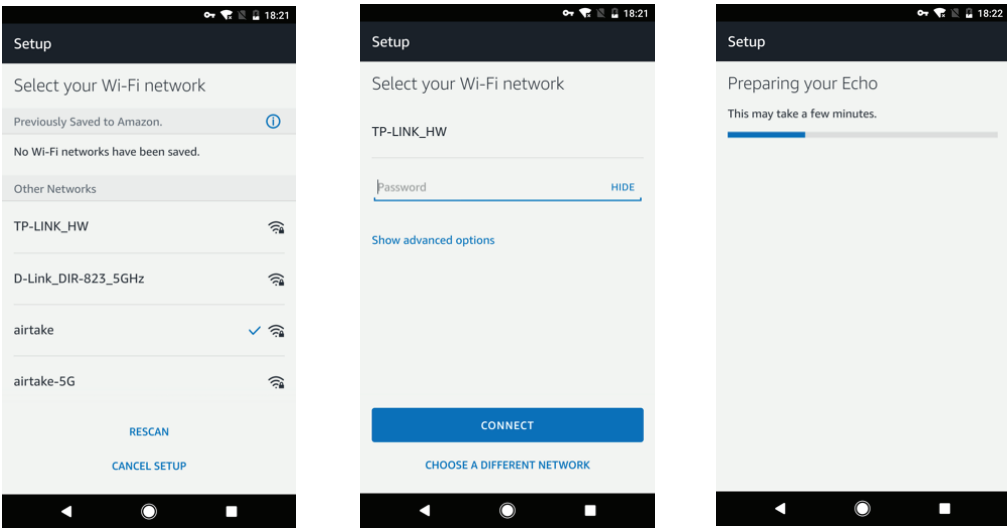 18:21
Setup
Select your Wi-Fi network
Previously Saved to Amazon.
No Wi-Fi networks have been saved.
Other Networks
TP-LINK_HW
D-Link_DIR-823_5GHz
airtake
airtake-5G
RESCAN
CANCEL SETUP
18:21
Setup
Select your Wi-Fi network
TP-LINK_HW
Password HIDE
Show advanced options
CONNECT
CHOOSE A DIFFERENT NETWORK
18:22
Setup
Preparing your Echo
This may take a few minutes.